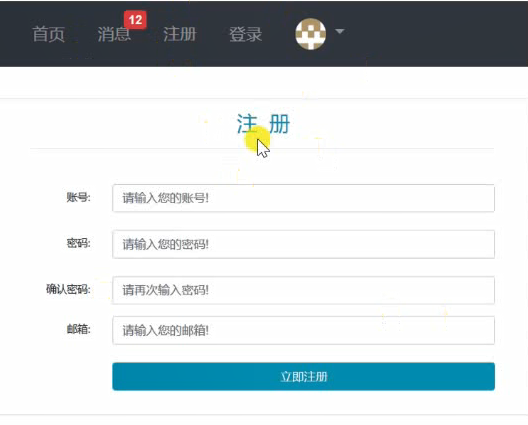 首页 消息 12 注册 登录
注 册
账号: 请输入您的账号!
密码: 请输入您的密码!
确认密码: 请再次输入密码!
邮箱: 请输入您的邮箱!
立即注册